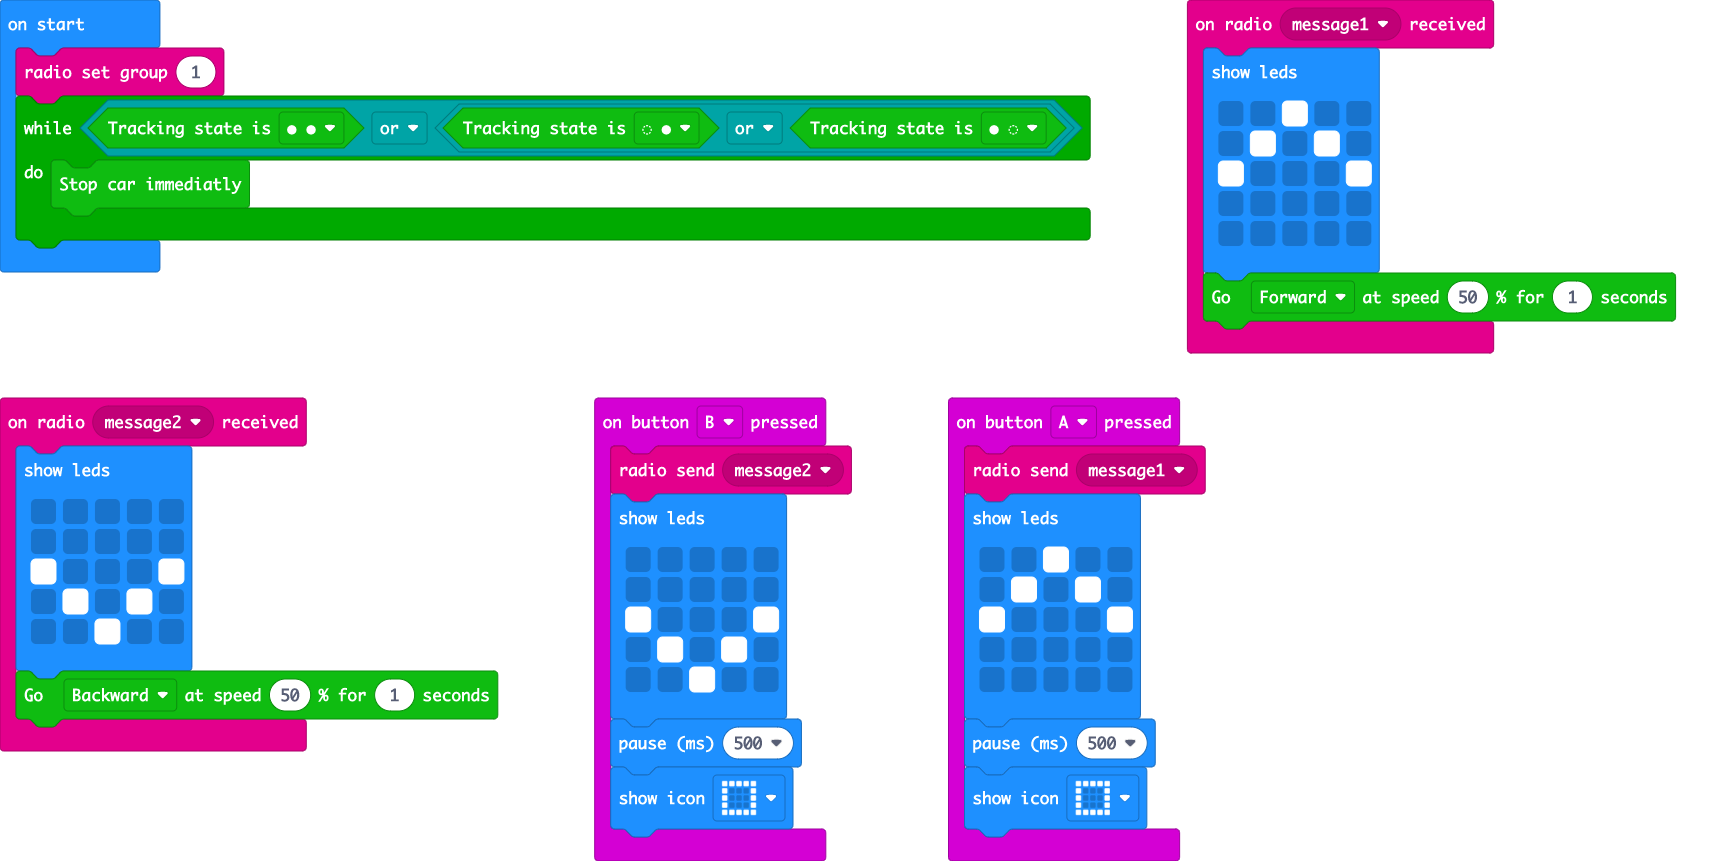 on start
radio set group 1
while Tracking state is ● ● or Tracking state is ◌ ● or Tracking state is ● ◌
do Stop car immediatly
on radio message1 received
show leds
Go Forward at speed 50 % for 1 seconds
on radio message2 received
show leds
Go Backward at speed 50 % for 1 seconds
on button B pressed
radio send message2
show leds
pause (ms) 500
show icon
on button A pressed
radio send message1
show leds
pause (ms) 500
show icon